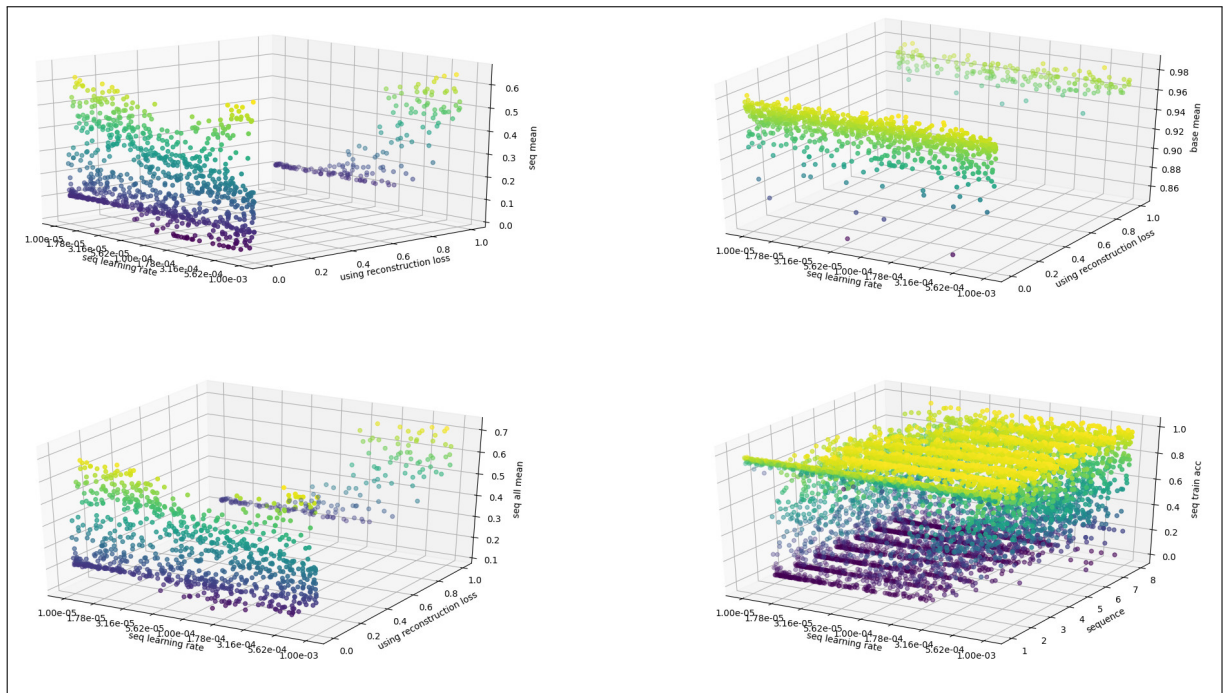 0.6
0.5
0.4
0.3
0.2
0.1
0.0
seq mean
1.00e-05
1.78e-05
3.16e-05
5.62e-05
1.00e-04
1.78e-04
3.16e-04
5.62e-04
1.00e-03
seq learning rate
0.0
0.2
0.4
0.6
0.8
1.0
using reconstruction loss
0.98
0.96
0.94
0.92
0.90
0.88
0.86
base mean
1.00e-05
1.78e-05
3.16e-05
5.62e-05
1.00e-04
1.78e-04
3.16e-04
5.62e-04
1.00e-03
seq learning rate
0.0
0.2
0.4
0.6
0.8
1.0
using reconstruction loss
0.7
0.6
0.5
0.4
0.3
0.2
0.1
seq all mean
1.00e-05
1.78e-05
3.16e-05
5.62e-05
1.00e-04
1.78e-04
3.16e-04
5.62e-04
1.00e-03
seq learning rate
0.0
0.2
0.4
0.6
0.8
1.0
using reconstruction loss
1.0
0.8
0.6
0.4
0.2
0.0
seq train acc
1.00e-05
1.78e-05
3.16e-05
5.62e-05
1.00e-04
1.78e-04
3.16e-04
5.62e-04
1.00e-03
seq learning rate
1
2
3
4
5
6
7
8
sequence